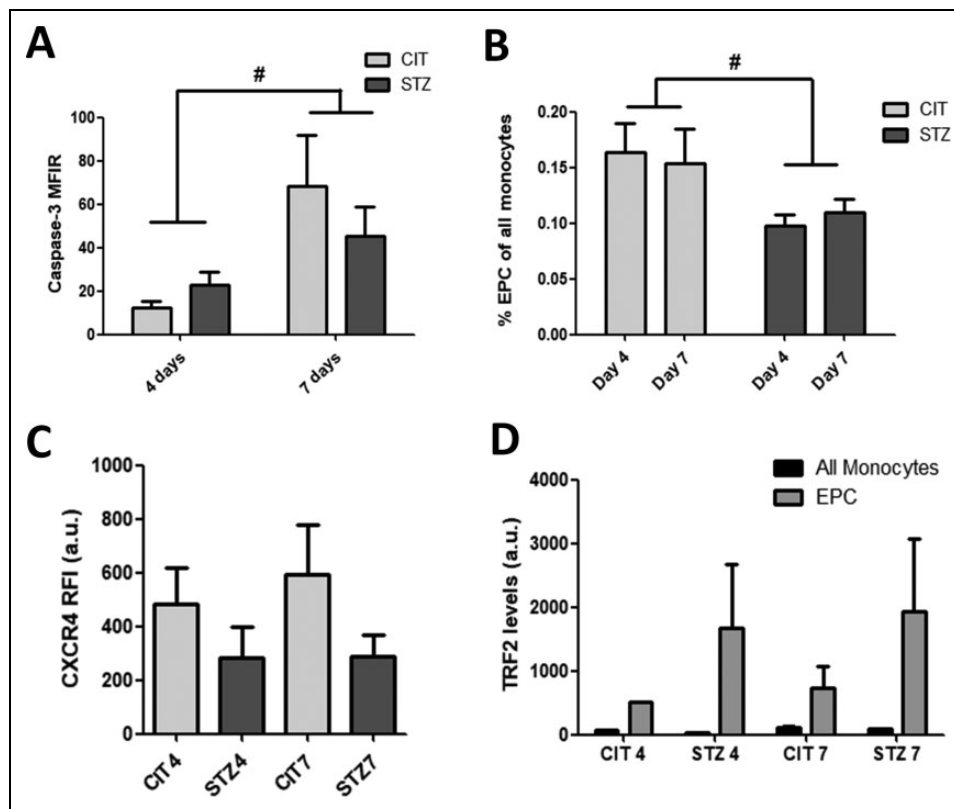 A
#
CIT
STZ
Caspase-3 MFIR
100
80
60
40
20
0
4 days
7 days
B
#
CIT
STZ
% EPC of all monocytes
0.20
0.15
0.10
0.05
0.00
Day 4
Day 7
Day 4
Day 7
C
CXCR4 RFI (a.u.)
1000
800
600
400
200
0
CIT4
STZ4
CIT7
STZ7
D
All Monocytes
EPC
TRF2 levels (a.u.)
4000
3000
2000
1000
0
CIT 4
STZ 4
CIT 7
STZ 7